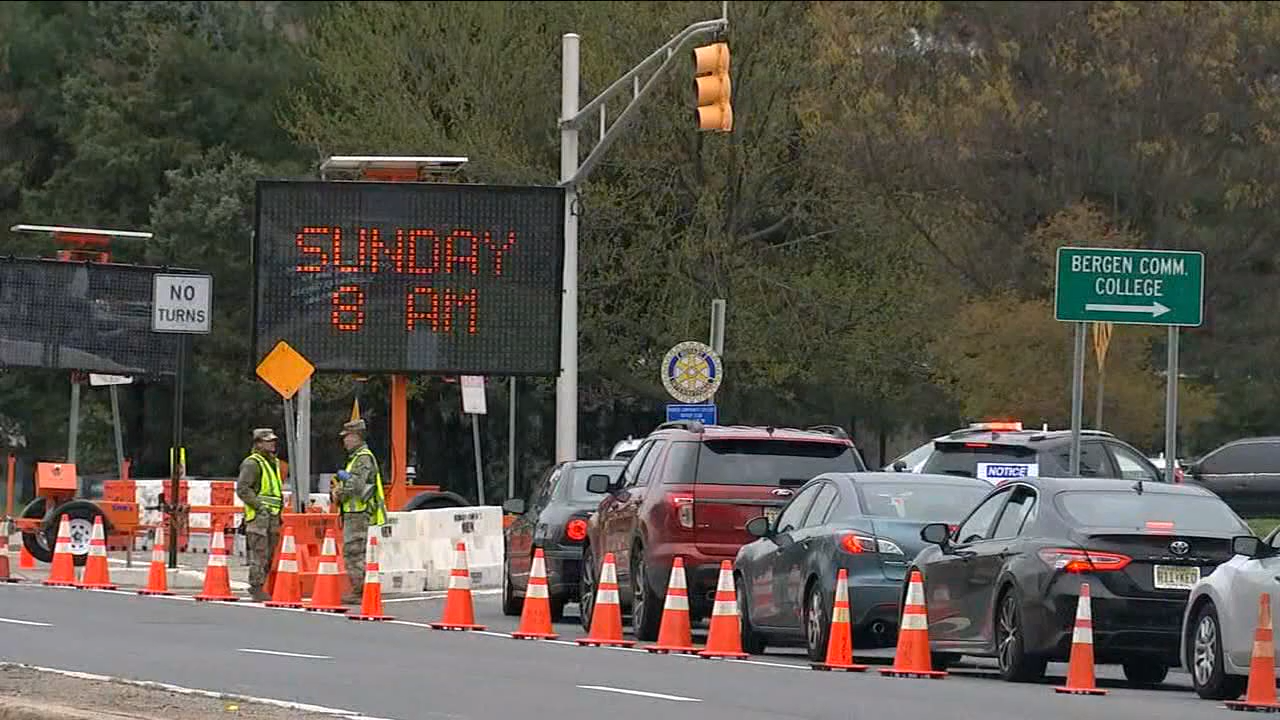 SUNDAY
8 AM
NO
TURNS
BERGEN COMM.
COLLEGE
NOTICE